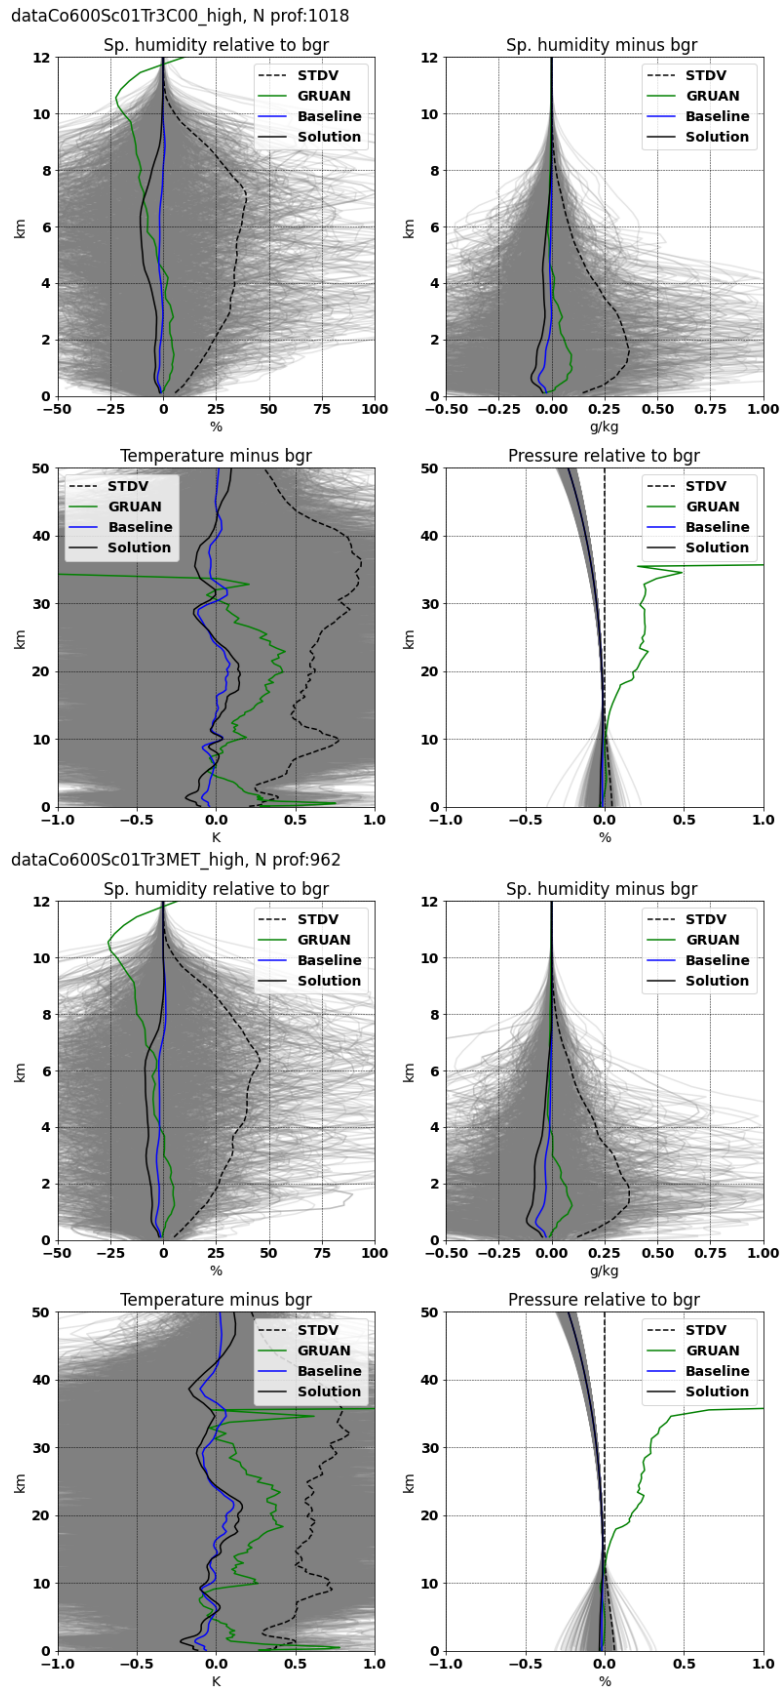 dataCo600Sc01Tr3C00_high, N prof:1018
Sp. humidity relative to bgr
12
10
8
6
4
2
0
km
−50
−25
0
25
50
75
100
%
STDV
GRUAN
Baseline
Solution
Sp. humidity minus bgr
12
10
8
6
4
2
0
km
−0.50
−0.25
0.00
0.25
0.50
0.75
1.00
g/kg
STDV
GRUAN
Baseline
Solution
Temperature minus bgr
50
40
30
20
10
0
km
−1.0
−0.5
0.0
0.5
1.0
K
STDV
GRUAN
Baseline
Solution
Pressure relative to bgr
50
40
30
20
10
0
km
−1.0
−0.5
0.0
0.5
1.0
%
STDV
GRUAN
Baseline
Solution
dataCo600Sc01Tr3MET_high, N prof:962
Sp. humidity relative to bgr
12
10
8
6
4
2
0
km
−50
−25
0
25
50
75
100
%
STDV
GRUAN
Baseline
Solution
Sp. humidity minus bgr
12
10
8
6
4
2
0
km
−0.50
−0.25
0.00
0.25
0.50
0.75
1.00
g/kg
STDV
GRUAN
Baseline
Solution
Temperature minus bgr
50
40
30
20
10
0
km
−1.0
−0.5
0.0
0.5
1.0
K
STDV
GRUAN
Baseline
Solution
Pressure relative to bgr
50
40
30
20
10
0
km
−1.0
−0.5
0.0
0.5
1.0
%
STDV
GRUAN
Baseline
Solution